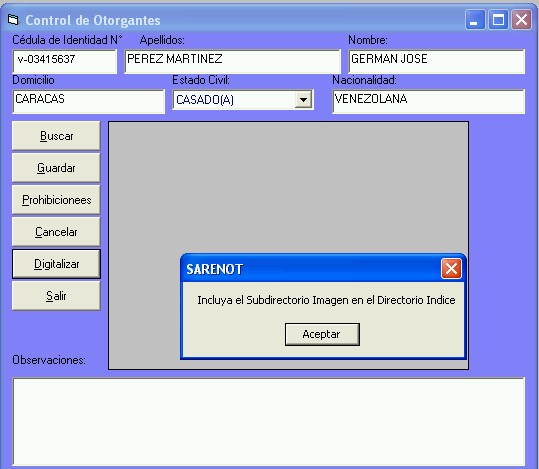 Control de Otorgantes
Cédula de Identidad N° Apellidos: Nombre:
v-03415637 PEREZ MARTINEZ GERMAN JOSE
Domicilio Estado Civil: Nacionalidad:
CARACAS CASADO(A) VENEZOLANA
Buscar
Guardar
Prohibicionees
Cancelar
Digitalizar
Salir
SARENOT
Incluya el Subdirectorio Imagen en el Directorio Indice
Aceptar
Observaciones: